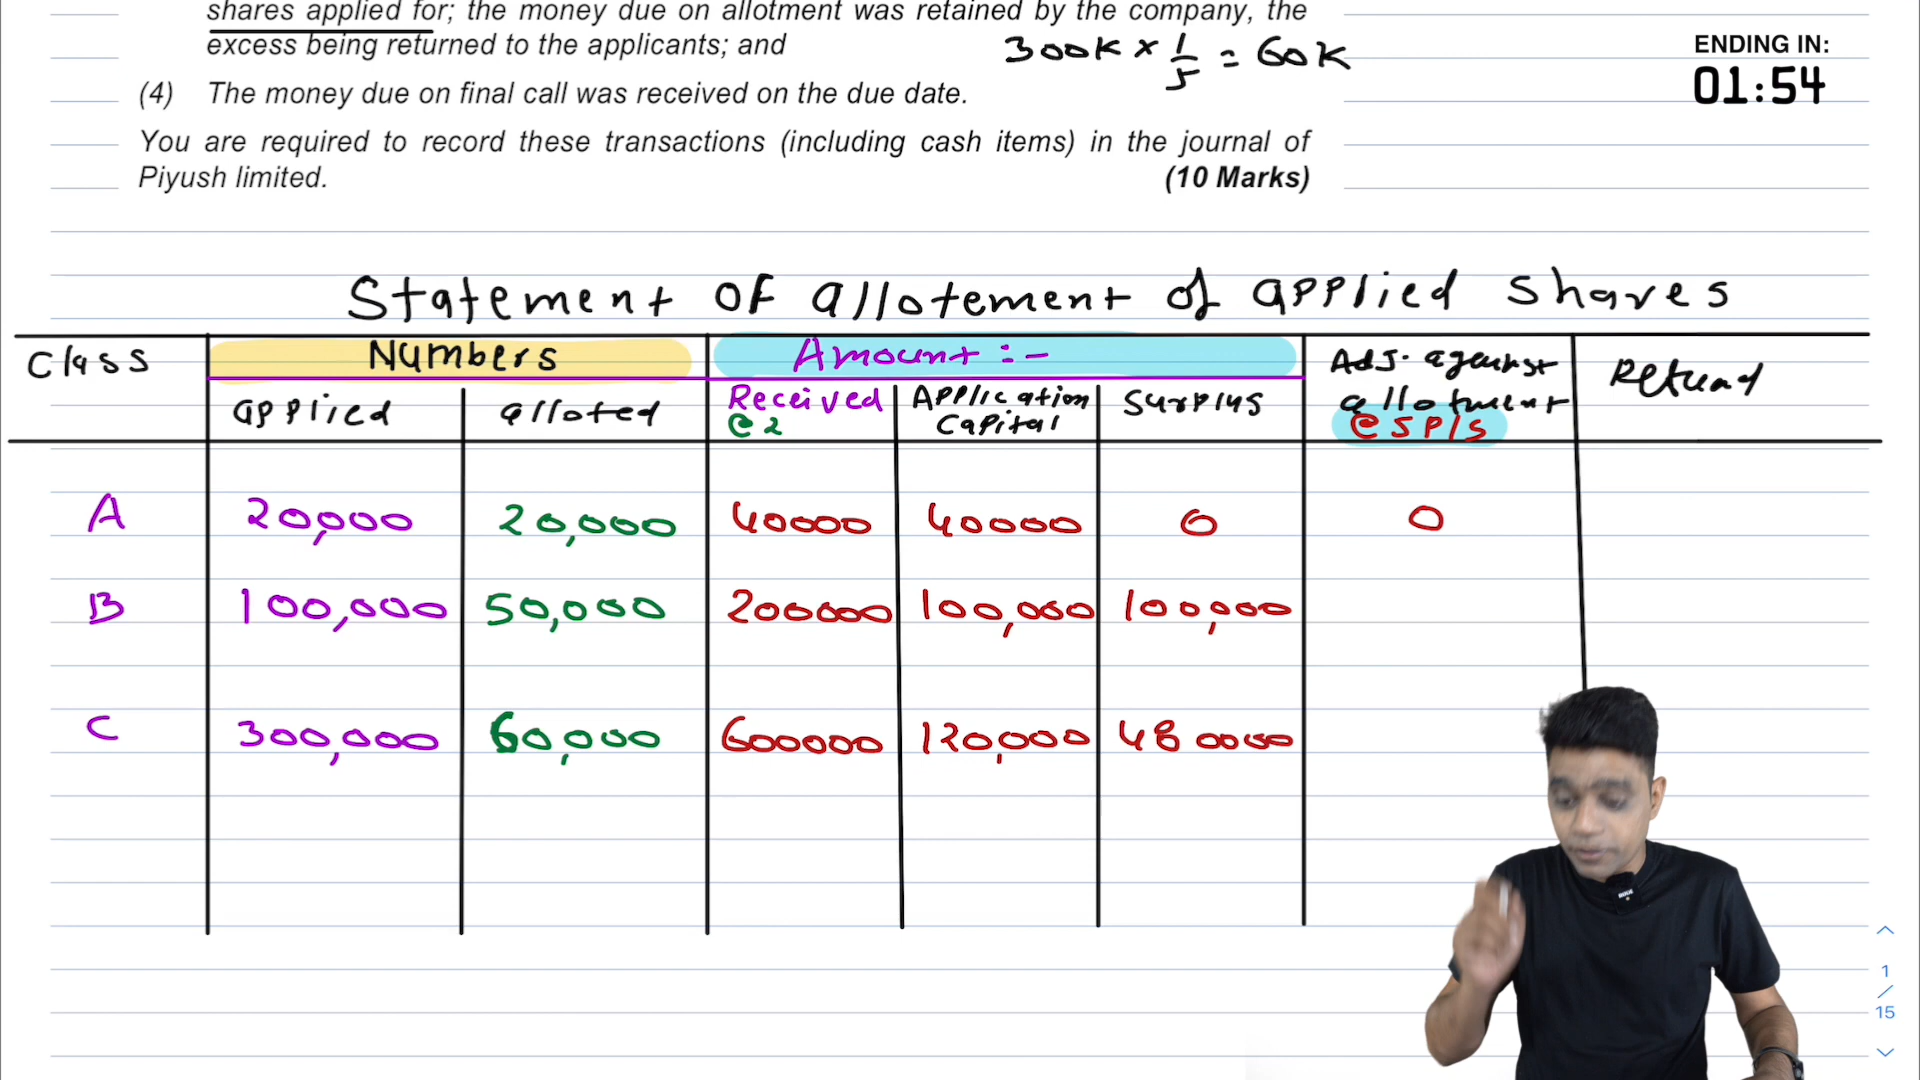 shares applied for; the money due on allotment was retained by the company, the
excess being returned to the applicants; and
300K × 1/5 = 60K
(4) The money due on final call was received on the due date.
You are required to record these transactions (including cash items) in the journal of
Piyush limited. (10 Marks)
ENDING IN:
01:54
Statement OF allotement of applied shares
Class Numbers Amount :- Adj. against allotment @ 5 P/S Refund
applied alloted Received @2 Application Capital Surplus
A 20,000 20,000 40000 40000 0 0
B 100,000 50,000 200000 100,000 100,000
C 300,000 60,000 600000 120,000 480000
1
/
15